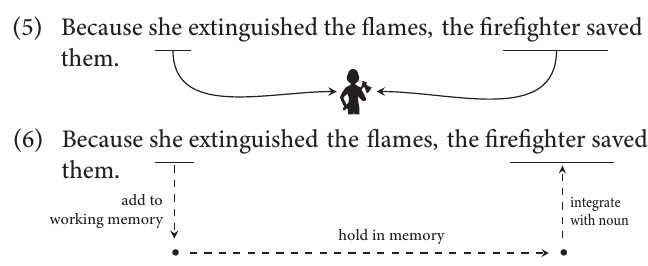 (5) Because she extinguished the flames, the firefighter saved
them.
(6) Because she extinguished the flames, the firefighter saved
them.
add to
working memory
hold in memory
integrate
with noun